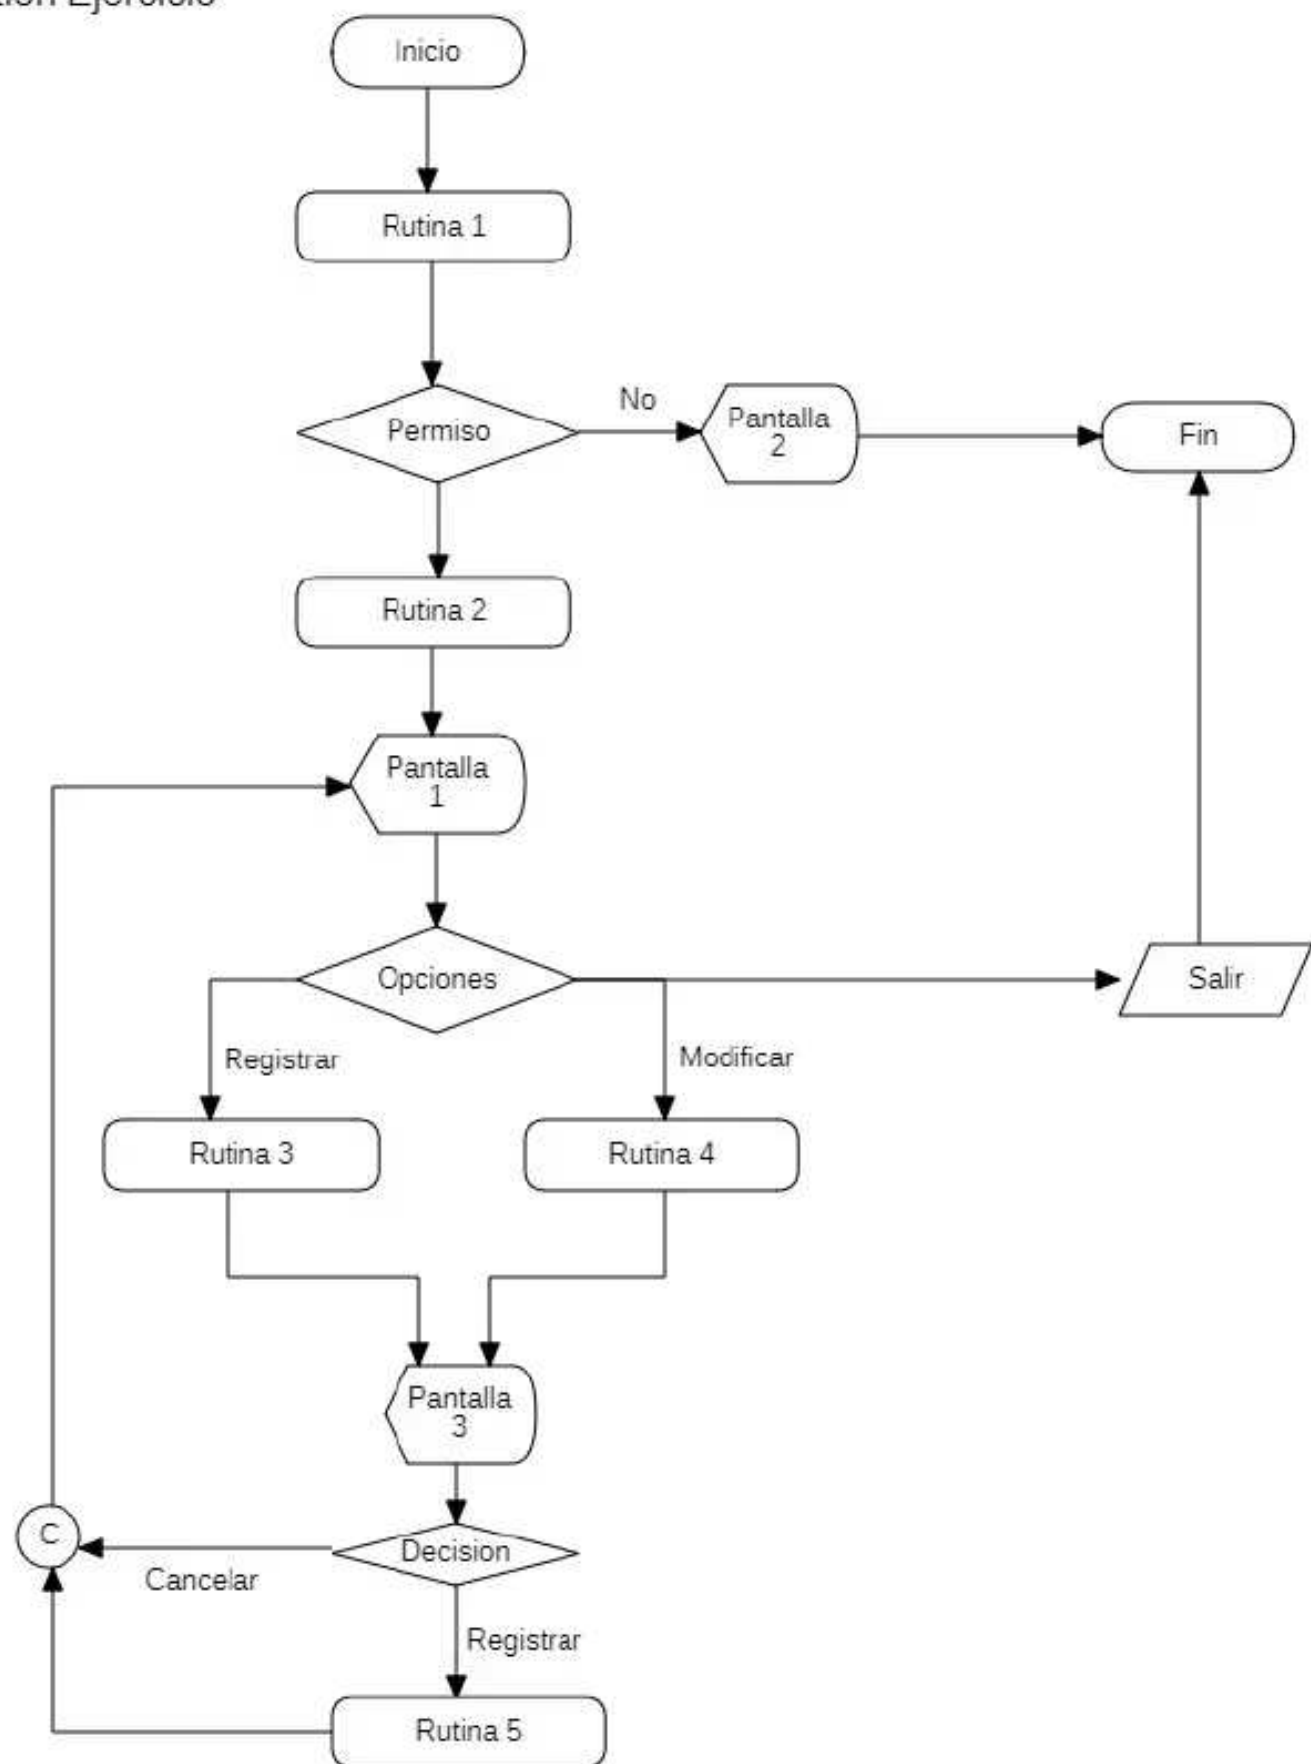 Ejercicio
Inicio
Rutina 1
Permiso
No
Pantalla
2
Fin
Rutina 2
Pantalla
1
Opciones
Salir
Registrar
Modificar
Rutina 3
Rutina 4
Pantalla
3
C
Decision
Cancelar
Registrar
Rutina 5